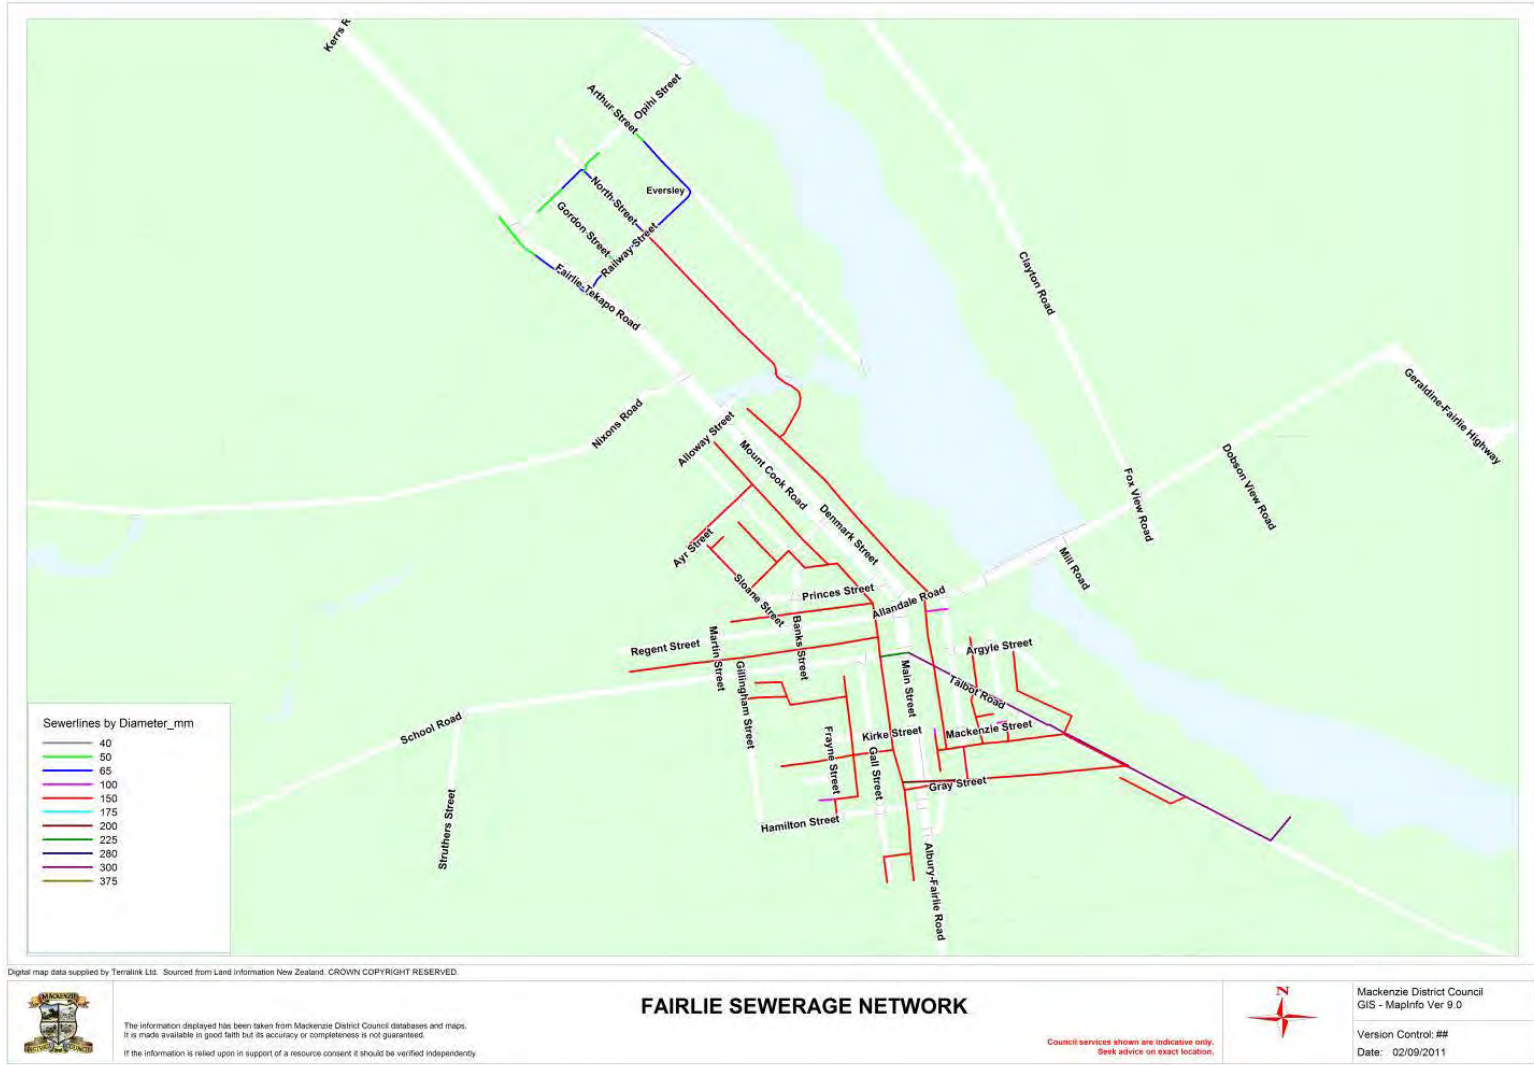 Kerrs R
Arthur Street
Opihi Street
North Street
Eversley
Gordon Street
Railway Street
Fairlie-Tekapo Road
Clayton Road
Geraldine-Fairlie Highway
Nixons Road
Alloway Street
Mount Cook Road
Denmark Street
Dobson View Road
Fox View Road
Mill Road
Ayr Street
Sloane Street
Princes Street
Allandale Road
Banks Street
Martin Street
Regent Street
Gillingham Street
Argyle Street
Main Street
Talbot Road
School Road
Kirke Street
Mackenzie Street
Frayne Street
Gall Street
Gray Street
Struthers Street
Hamilton Street
Albury-Fairlie Road
Sewerlines by Diameter_mm
40
50
65
100
150
175
200
225
280
300
375
Digital map data supplied by Terralink Ltd. Sourced from Land Information New Zealand. CROWN COPYRIGHT RESERVED.
MACKENZIE
DISTRICT COUNCIL
The information displayed has been taken from Mackenzie District Council databases and maps.
It is made available in good faith but its accuracy or completeness is not guaranteed.
If the information is relied upon in support of a resource consent it should be verified independently.
FAIRLIE SEWERAGE NETWORK
Council services shown are indicative only.
Seek advice on exact location.
N
Mackenzie District Council
GIS - MapInfo Ver 9.0
Version Control: ##
Date: 02/09/2011